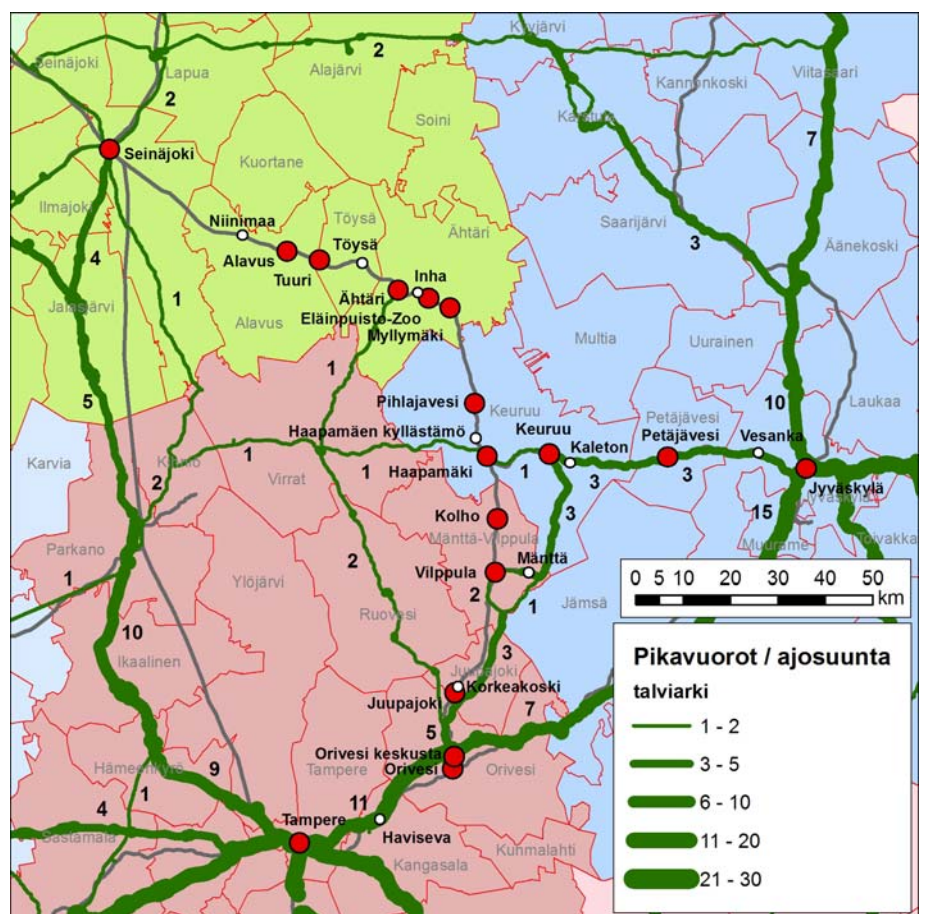 Kyyjärvi
2
Seinäjoki
Lapua
Alajärvi
Kannonkoski
Viitasaari
2
Soini
Karstula
7
Seinäjoki
Kuortane
Ilmajoki
Töysä
Saarijärvi
Niinimaa
Ähtäri
3
4
Töysä
Äänekoski
Alavus
Inha
1
Tuuri
Ähtäri
Jalasjärvi
Eläinpuisto-Zoo
Alavus
Myllymäki
Multia
Uurainen
1
5
10
Pihlajavesi
Keuruu
Laukaa
Petäjävesi
Haapamäen kyllästämö
Keuruu
Petäjävesi
Vesanka
Karvia
Kihniö
1
Kaleton
Virrat
1
Haapamäki
1
3
3
2
Jyväskylä
Jyväskylä
Kolho
3
15
Mänttä-Vilppula
Muurame
Toivakka
Parkano
Mänttä
2
Vilppula
0 5 10 20 30 40 50
1
Ylöjärvi
2
1
Jämsä
km
Ruovesi
10
3
Pikavuorot / ajosuunta
Ikaalinen
Juupajoki
talviarki
Korkeakoski
Juupajoki
7
1 - 2
5
Orivesi keskusta
3 - 5
Hämeenkyrö
9
Tampere
Orivesi
Orivesi
6 - 10
4
1
11
Tampere
11 - 20
Sastamala
Haviseva
Kunmalahti
Kangasala
21 - 30